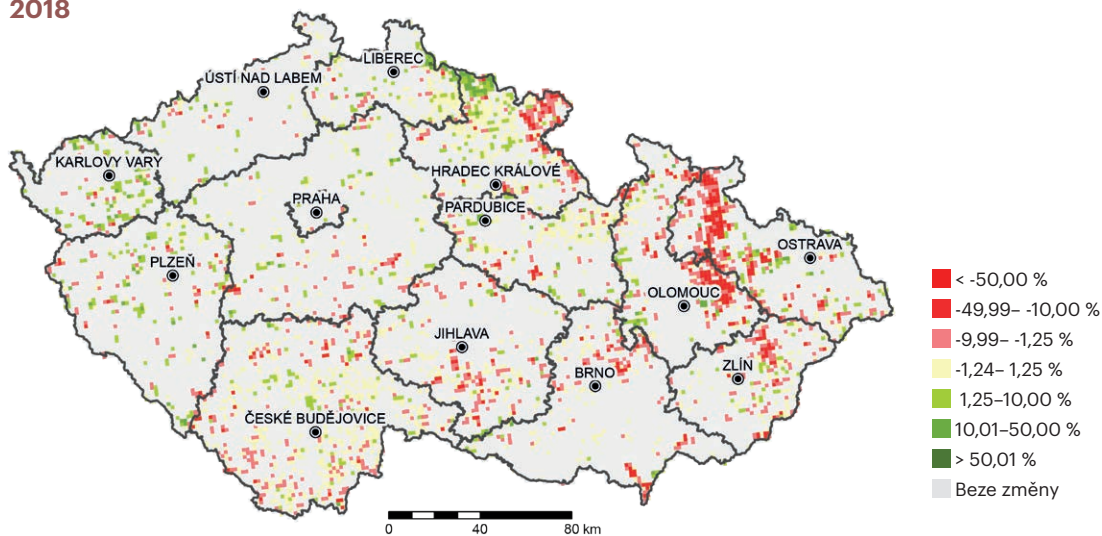 2018
LIBEREC
ÚSTÍ NAD LABEM
KARLOVY VARY
HRADEC KRÁLOVÉ
PRAHA
PARDUBICE
PLZEŇ
OSTRAVA
OLOMOUC
JIHLAVA
BRNO
ZLÍN
ČESKÉ BUDĚJOVICE
< -50,00 %
-49,99– -10,00 %
-9,99– -1,25 %
-1,24– 1,25 %
1,25–10,00 %
10,01–50,00 %
> 50,01 %
Beze změny
0 40 80 km